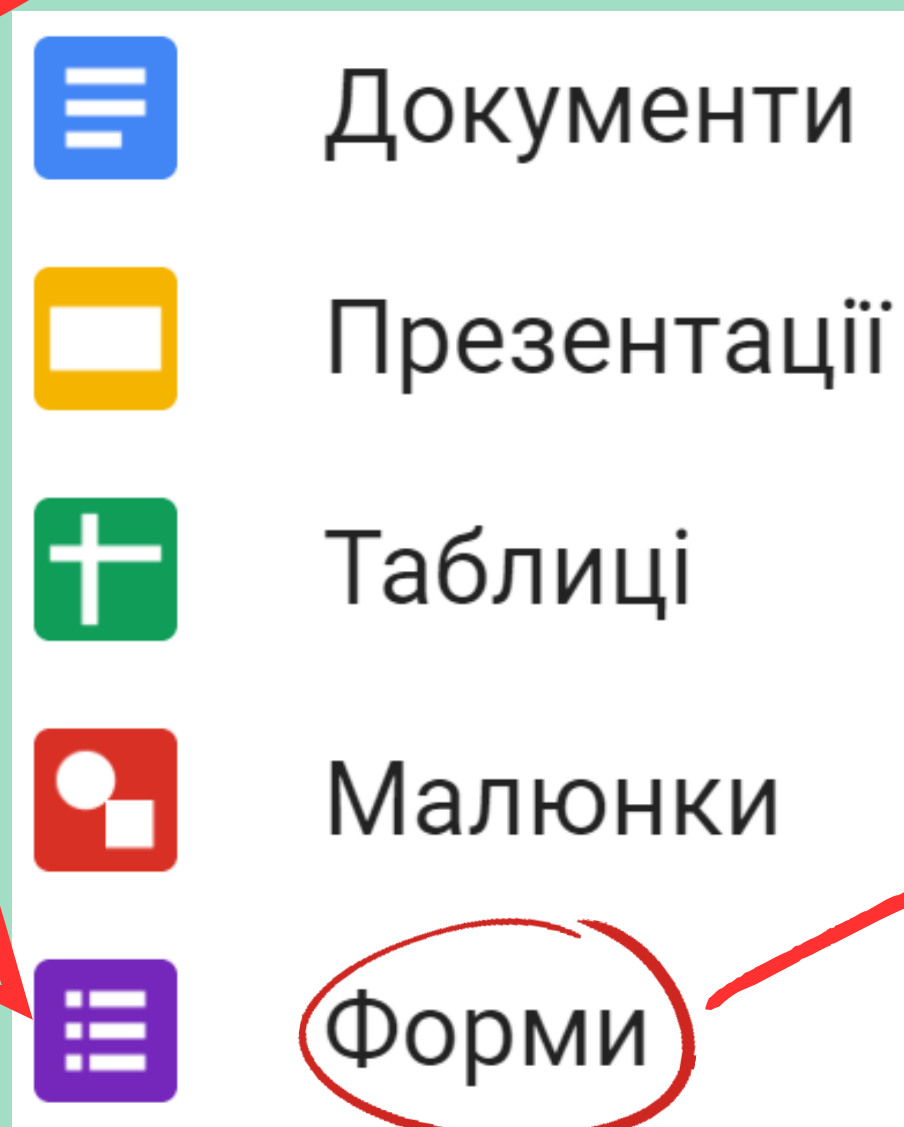 Документи
Презентації
Таблиці
Малюнки
Форми